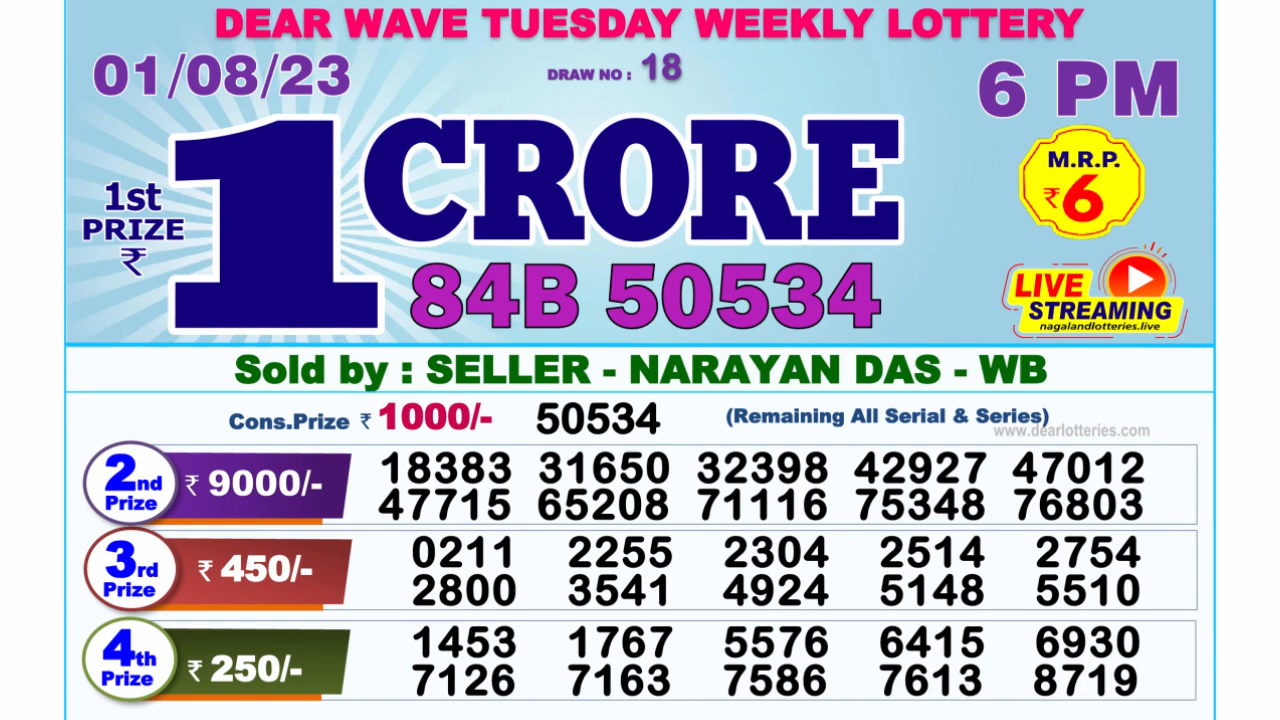 DEAR WAVE TUESDAY WEEKLY LOTTERY
01/08/23
DRAW NO : 18
6 PM
1st
PRIZE
₹
1 CRORE
84B 50534
M.R.P.
₹6
LIVE
STREAMING
nagalandlotteries.live
Sold by : SELLER - NARAYAN DAS - WB
Cons.Prize ₹ 1000/- 50534 (Remaining All Serial & Series)
www.dearlotteries.com
2nd
Prize
₹ 9000/-
18383 31650 32398 42927 47012
47715 65208 71116 75348 76803
3rd
Prize
₹ 450/-
0211 2255 2304 2514 2754
2800 3541 4924 5148 5510
4th
Prize
₹ 250/-
1453 1767 5576 6415 6930
7126 7163 7586 7613 8719